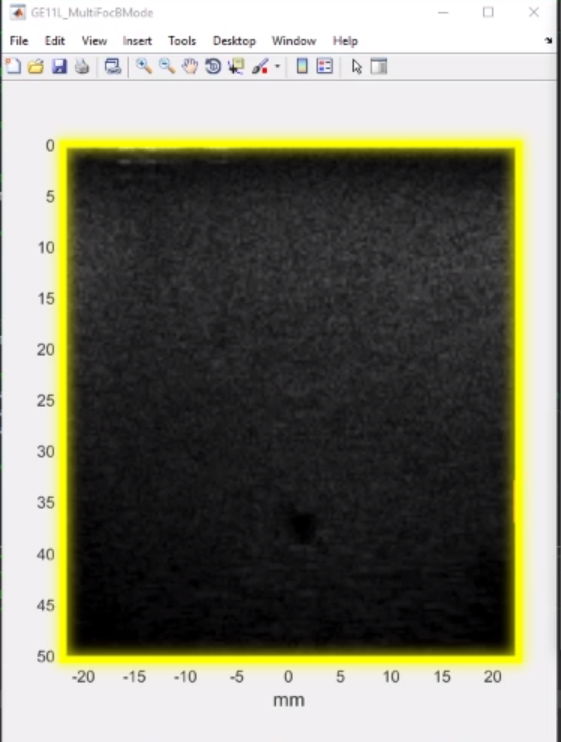 GE11L_MultiFocBMode
File Edit View Insert Tools Desktop Window Help
0
5
10
15
20
25
30
35
40
45
50
-20 -15 -10 -5 0 5 10 15 20
mm